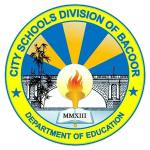 CITY SCHOOLS DIVISION OF BACOOR
MMXIII
DEPARTMENT OF EDUCATION